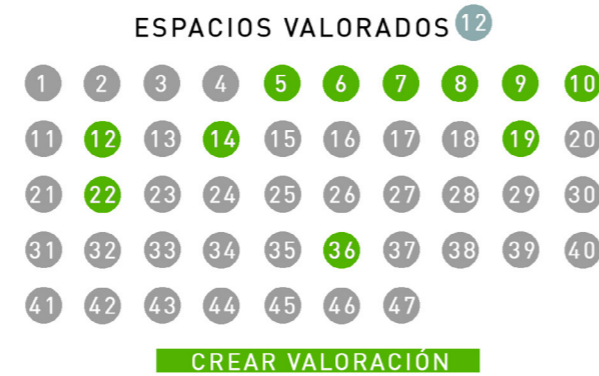 ESPACIOS VALORADOS 12
1 2 3 4 5 6 7 8 9 10
11 12 13 14 15 16 17 18 19 20
21 22 23 24 25 26 27 28 29 30
31 32 33 34 35 36 37 38 39 40
41 42 43 44 45 46 47
CREAR VALORACIÓN